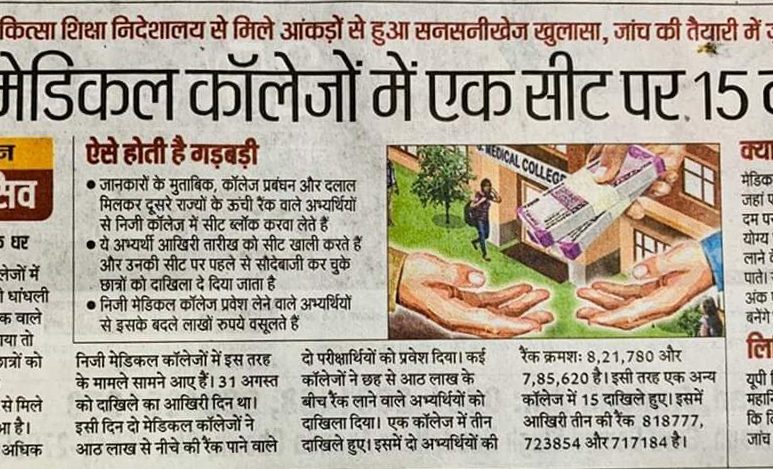 कित्सा शिक्षा निदेशालय से मिले आंकड़ों से हुआ सनसनीखेज खुलासा, जांच की तैयारी में
मेडिकल कॉलेजों में एक सीट पर 15
ऐसे होती है गड़बड़ी
● जानकारों के मुताबिक, कॉलेज प्रबंधन और दलाल
मिलकर दूसरे राज्यों के ऊंची रैंक वाले अभ्यर्थियों
से निजी कॉलेज में सीट ब्लॉक करवा लेते हैं
● ये अभ्यर्थी आखिरी तारीख को सीट खाली करते हैं
और उनकी सीट पर पहले से सौदेबाजी कर चुके
छात्रों को दाखिला दे दिया जाता है
● निजी मेडिकल कॉलेज प्रवेश लेने वाले अभ्यर्थियों
से इसके बदले लाखों रुपये वसूलते हैं
MEDICAL COLLEGE
निजी मेडिकल कॉलेजों में इस तरह
के मामले सामने आए हैं। 31 अगस्त
को दाखिले का आखिरी दिन था।
इसी दिन दो मेडिकल कॉलेजों ने
आठ लाख से नीचे की रैंक पाने वाले
दो परीक्षार्थियों को प्रवेश दिया। कई
कॉलेजों ने छह से आठ लाख के
बीच रैंक लाने वाले अभ्यर्थियों को
दाखिला दिया। एक कॉलेज में तीन
दाखिले हुए। इसमें दो अभ्यर्थियों की
रैंक क्रमशः 8,21,780 और
7,85,620 है। इसी तरह एक अन्य
कॉलेज में 15 दाखिले हुए। इसमें
आखिरी तीन की रैंक 818777,
723854 और 717184 है।
घर
में
धांधली
वाले
तो
को
से मिले
है।
अधिक
जहां
दम पर
योग्य
लाने
पाते।
अंक
बनेंगे
यूपी
जांच